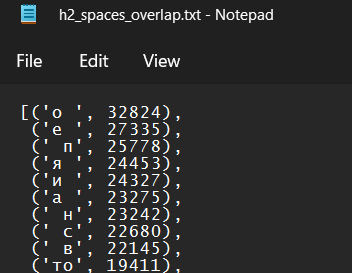 h2_spaces_overlap.txt - Notepad
File Edit View
[('о ', 32824),
('е ', 27335),
(' п', 25778),
('я ', 24453),
('и ', 24327),
('а ', 23275),
(' н', 23242),
(' с', 22680),
(' в', 22145),
('то', 19411),